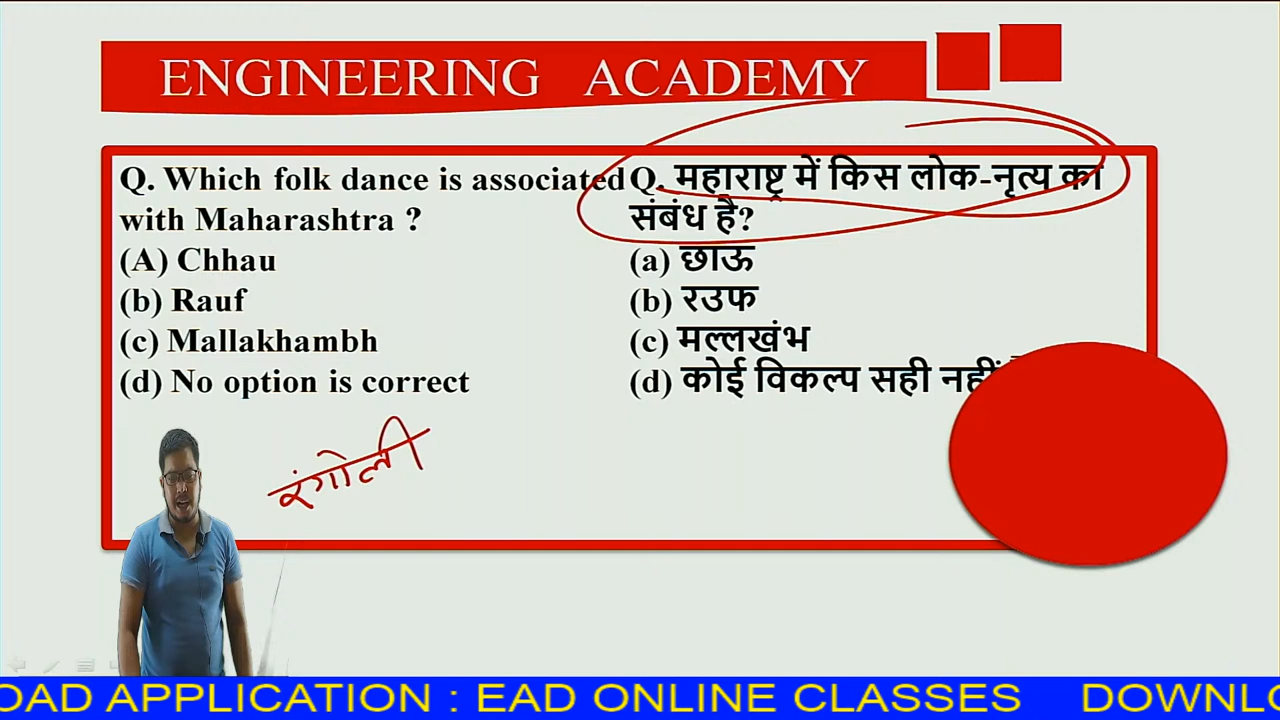 ENGINEERING ACADEMY
Q. Which folk dance is associated
with Maharashtra ?
(A) Chhau
(b) Rauf
(c) Mallakhambh
(d) No option is correct
Q. महाराष्ट्र में किस लोक-नृत्य का
संबंध है?
(a) छाऊ
(b) रउफ
(c) मल्लखंभ
(d) कोई विकल्प सही नहीं
रंगोली
OAD APPLICATION : EAD ONLINE CLASSES DOWNLO